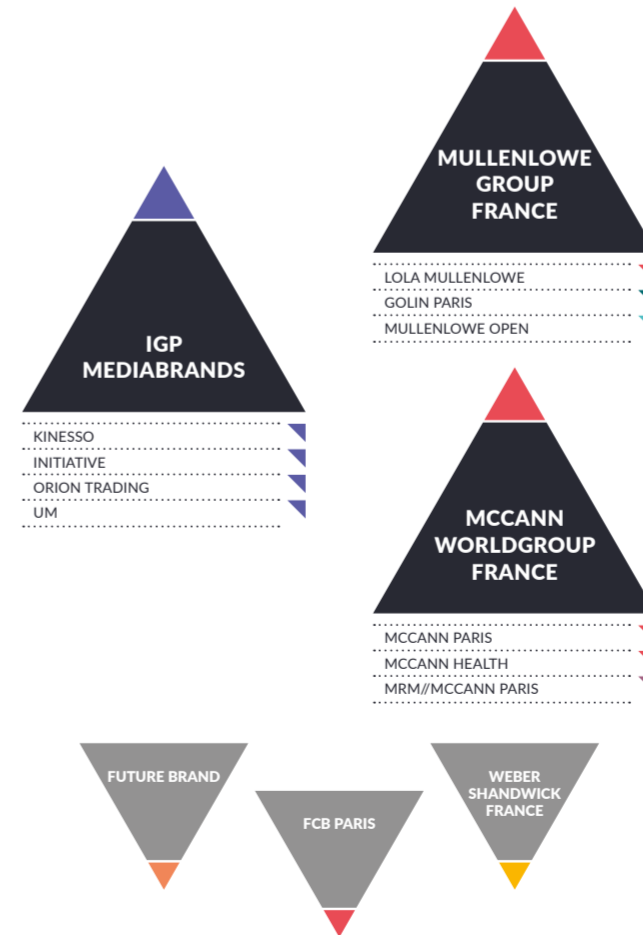 MULLENLOWE
GROUP
FRANCE
LOLA MULLENLOWE
GOLIN PARIS
MULLENLOWE OPEN
IGP
MEDIABRANDS
KINESSO
INITIATIVE
ORION TRADING
UM
MCCANN
WORLDGROUP
FRANCE
MCCANN PARIS
MCCANN HEALTH
MRM//MCCANN PARIS
FUTURE BRAND
FCB PARIS
WEBER
SHANDWICK
FRANCE